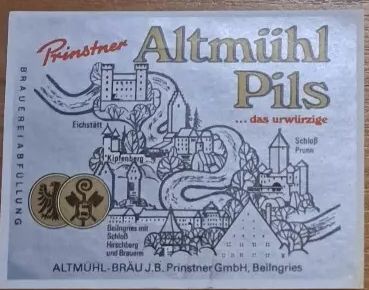 Prinstner
Altmühl
Pils
... das urwürzige
BRAUEREIABFÜLLUNG
Eichstätt
Kipfenberg
Schloß
Prunn
Beilngries mit
Schloß
Hirschberg
und Brauerei
ALTMÜHL-BRÄU J.B. Prinstner GmbH, Beilngries